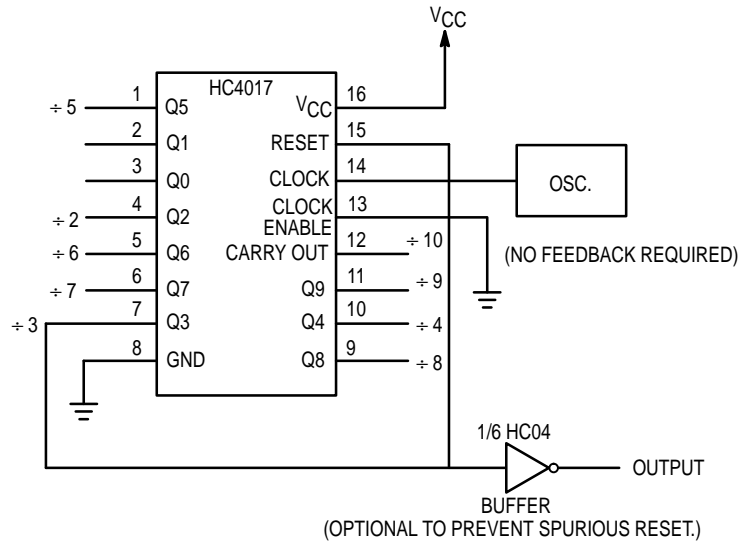 V CC
HC4017
÷ 5 1 Q5 V CC 16
2 Q1 RESET 15
3 Q0 CLOCK 14 OSC.
÷ 2 4 Q2 CLOCK ENABLE 13
÷ 6 5 Q6 CARRY OUT 12 ÷ 10 (NO FEEDBACK REQUIRED)
÷ 7 6 Q7 Q9 11 ÷ 9
÷ 3 7 Q3 Q4 10 ÷ 4
8 GND Q8 9 ÷ 8
1/6 HC04
OUTPUT
BUFFER
(OPTIONAL TO PREVENT SPURIOUS RESET.)